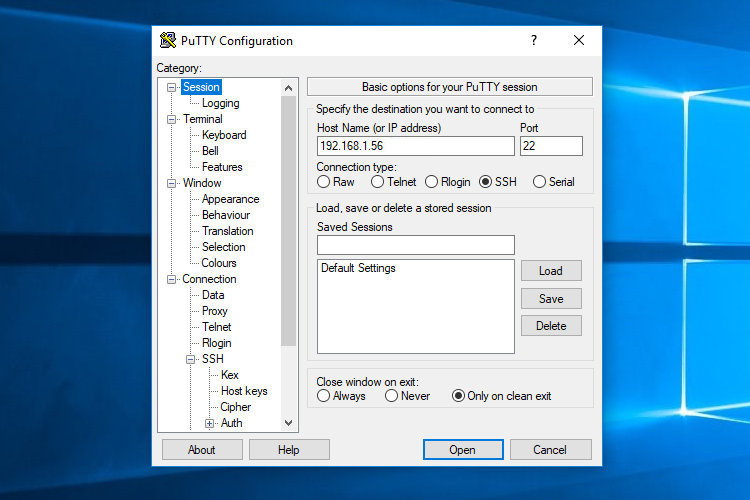 PuTTY Configuration
?
Category:
Session
Logging
Terminal
Keyboard
Bell
Features
Window
Appearance
Behaviour
Translation
Selection
Colours
Connection
Data
Proxy
Telnet
Rlogin
SSH
Kex
Host keys
Cipher
Auth
Basic options for your PuTTY session
Specify the destination you want to connect to
Host Name (or IP address) Port
192.168.1.56 22
Connection type:
Raw Telnet Rlogin SSH Serial
Load, save or delete a stored session
Saved Sessions
Default Settings
Load
Save
Delete
Close window on exit:
Always Never Only on clean exit
About Help Open Cancel